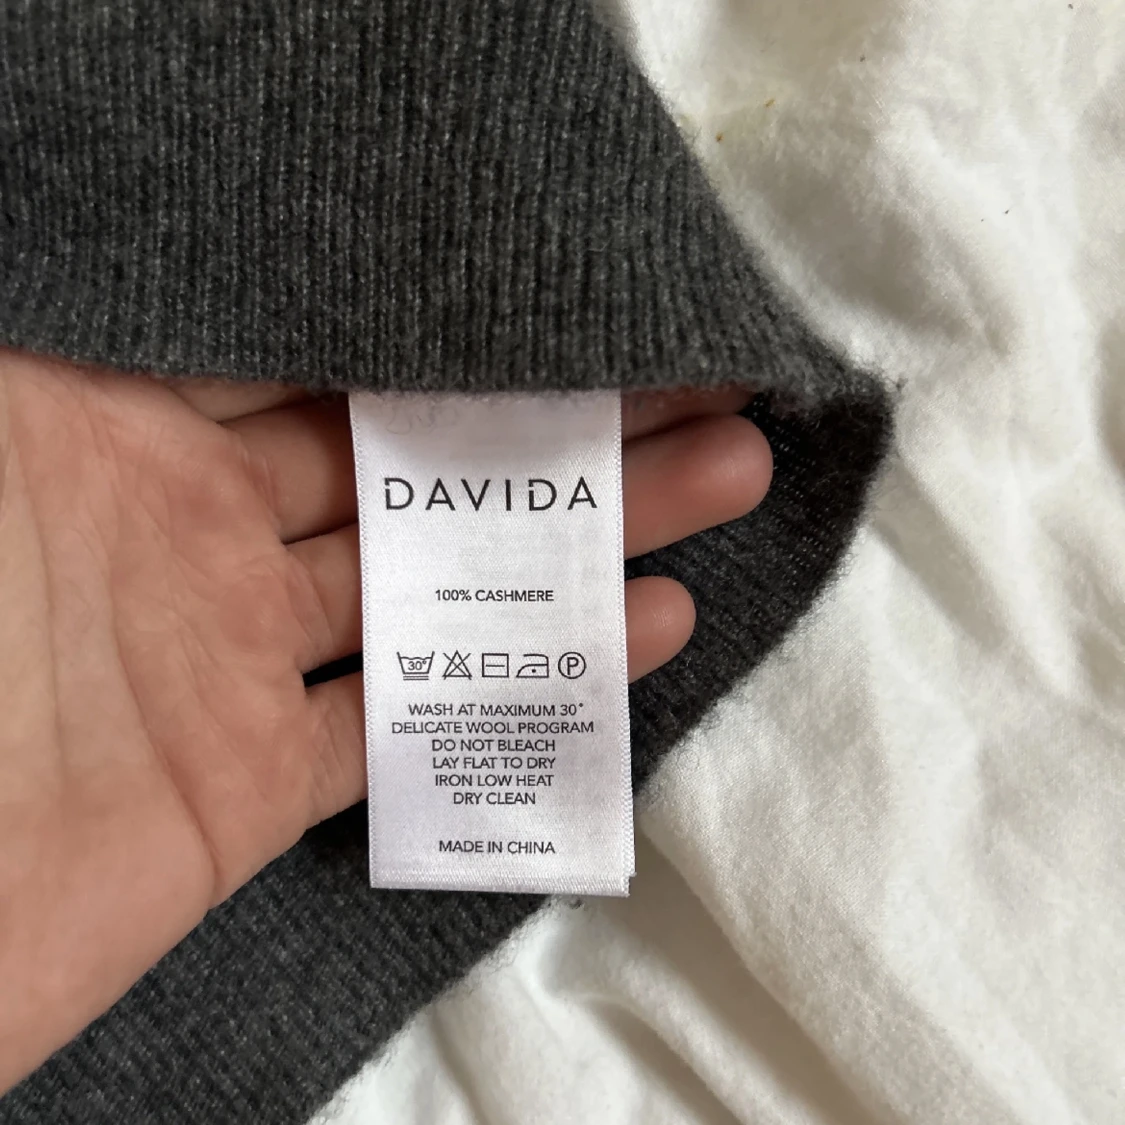 DAVIDA
100% CASHMERE
30°
P
WASH AT MAXIMUM 30°
DELICATE WOOL PROGRAM
DO NOT BLEACH
LAY FLAT TO DRY
IRON LOW HEAT
DRY CLEAN
MADE IN CHINA